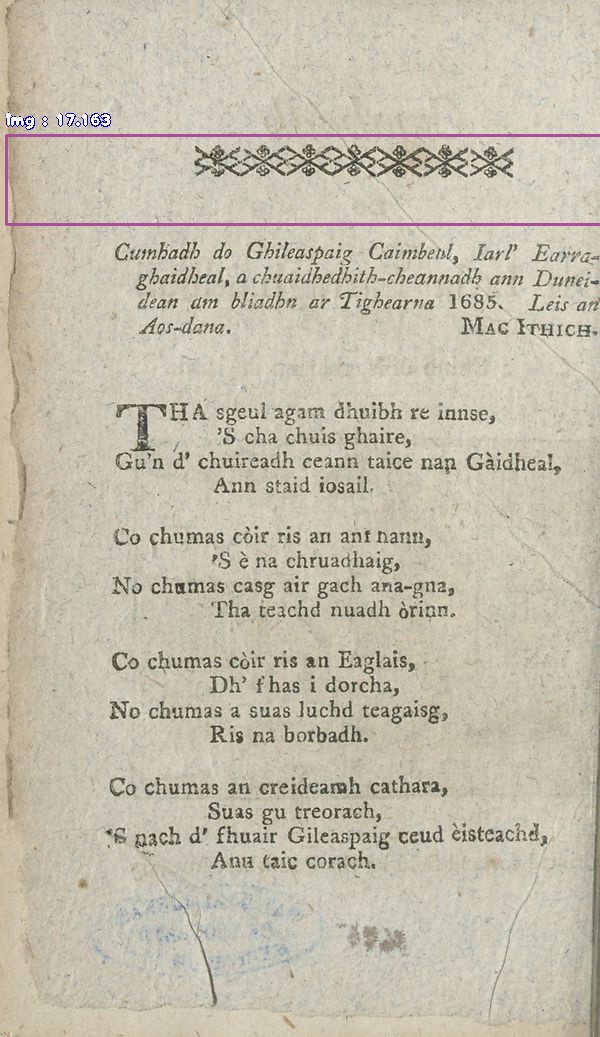 Img : 17.163
Cumhadh do Ghileaspaig Caimbeul, Iarl' Earra-
ghaidheal, a chuaidhedhith-cheannadh ann Dunei-
dean am bliadhn ar Tighearna 1685. Leis an
Aos-dana. MAC ITHICH.
THA sgeul agam dhuibh re innse,
'S cha chuis ghaire,
Gu'n d' chuireadh ceann taice nan Gàidheal,
Ann staid iosail.
Co chumas còir ris an anfhann,
'S è na chruadhaig,
No chumas casg air gach ana-gna,
Tha teachd nuadh òrinn.
Co chumas còir ris an Eaglais,
Dh' fhas i dorcha,
No chumas a suas luchd teagaisg,
Ris na borbadh.
Co chumas an creideamh cathara,
Suas gu treorach,
'S nach d' fhuair Gileaspaig ceud èisteachd,
Ann taic corach.